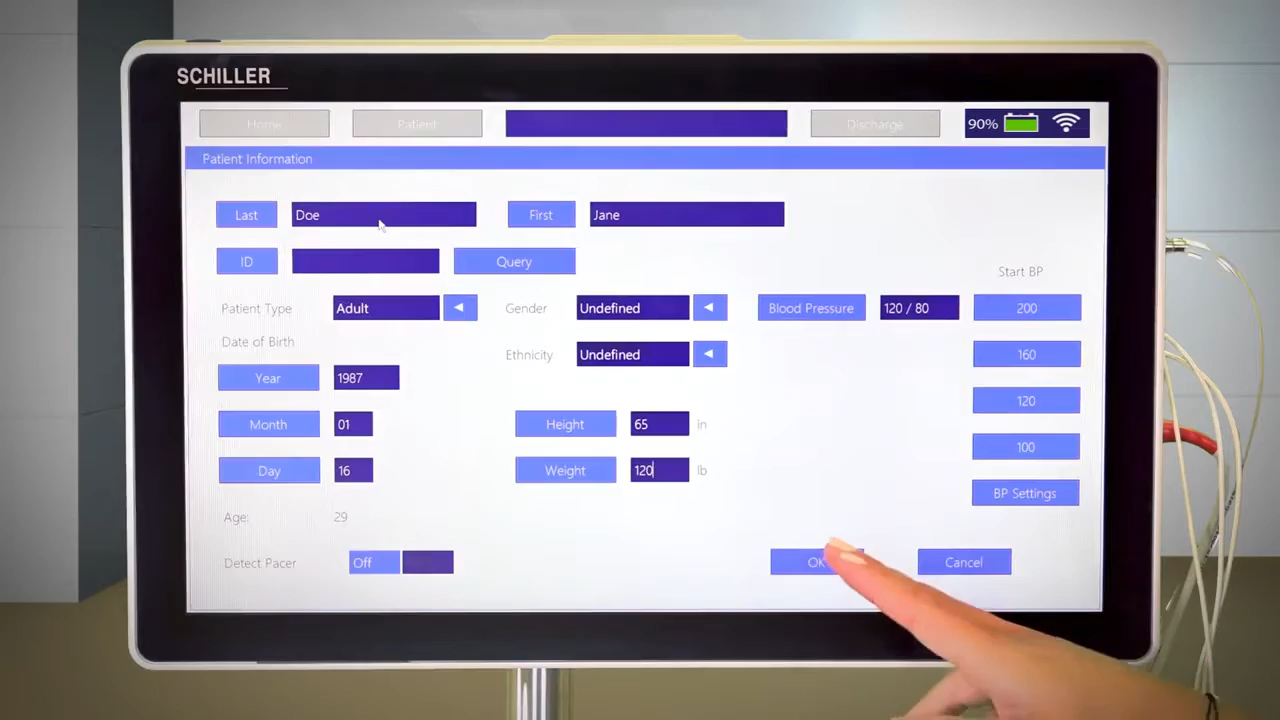 SCHILLER
Home Patient Discharge 90%
Patient Information
Last Doe First Jane
ID Query
Start BP
Patient Type Adult Gender Undefined Blood Pressure 120 / 80 200
Date of Birth
Ethnicity Undefined 160
Year 1987
120
Month 01 Height 65 in
100
Day 16 Weight 120 lb
BP Settings
Age: 29
Detect Pacer Off OK Cancel